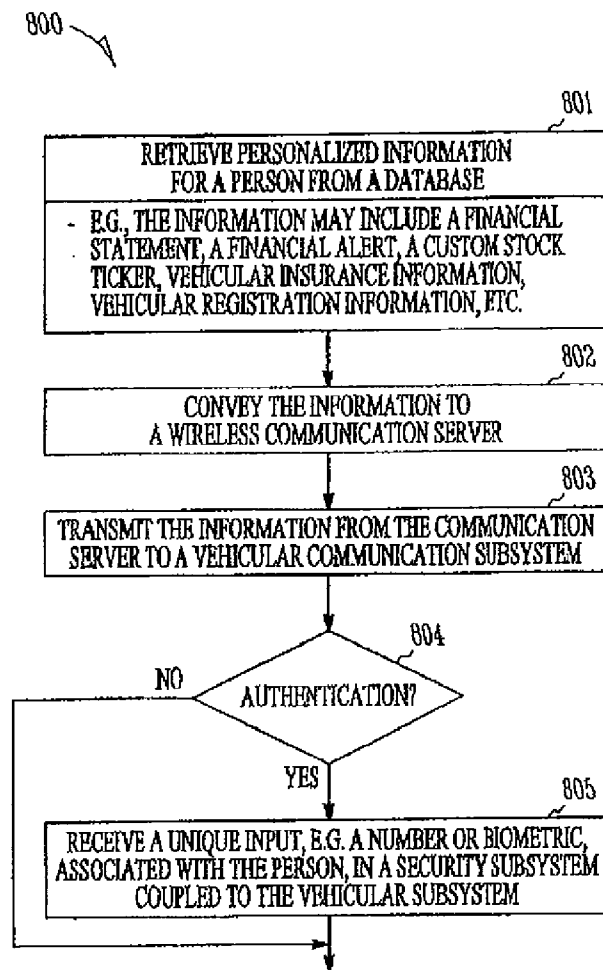 800
801
RETRIEVE PERSONALIZED INFORMATION
FOR A PERSON FROM A DATABASE
- E.G., THE INFORMATION MAY INCLUDE A FINANCIAL
STATEMENT, A FINANCIAL ALERT, A CUSTOM STOCK
TICKER, VEHICULAR INSURANCE INFORMATION,
VEHICULAR REGISTRATION INFORMATION, ETC.
802
CONVEY THE INFORMATION TO
A WIRELESS COMMUNICATION SERVER
803
TRANSMIT THE INFORMATION FROM THE COMMUNICATION
SERVER TO A VEHICULAR COMMUNICATION SUBSYSTEM
804
NO
AUTHENTICATION?
YES
805
RECEIVE A UNIQUE INPUT, E.G. A NUMBER OR BIOMETRIC,
ASSOCIATED WITH THE PERSON, IN A SECURITY SUBSYSTEM
COUPLED TO THE VEHICULAR SUBSYSTEM